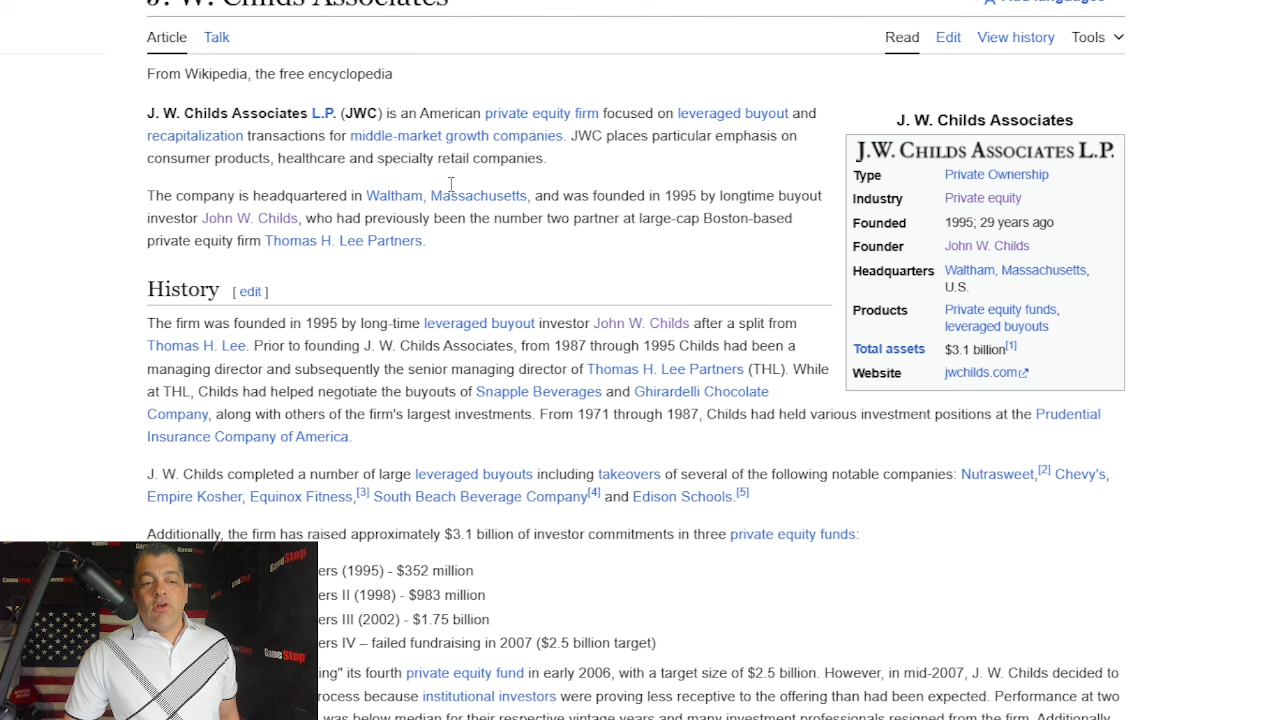 J. W. Childs Associates
Add languages
Article Talk Read Edit View history Tools
From Wikipedia, the free encyclopedia
J. W. Childs Associates L.P. (JWC) is an American private equity firm focused on leveraged buyout and
recapitalization transactions for middle-market growth companies. JWC places particular emphasis on
consumer products, healthcare and specialty retail companies.
The company is headquartered in Waltham, Massachusetts, and was founded in 1995 by longtime buyout
investor John W. Childs, who had previously been the number two partner at large-cap Boston-based
private equity firm Thomas H. Lee Partners.
J. W. Childs Associates
J.W. CHILDS ASSOCIATES L.P.
Type Private Ownership
Industry Private equity
Founded 1995; 29 years ago
Founder John W. Childs
Headquarters Waltham, Massachusetts,
U.S.
Products Private equity funds,
leveraged buyouts
Total assets $3.1 billion[1]
Website jwchilds.com
History [ edit ]
The firm was founded in 1995 by long-time leveraged buyout investor John W. Childs after a split from
Thomas H. Lee. Prior to founding J. W. Childs Associates, from 1987 through 1995 Childs had been a
managing director and subsequently the senior managing director of Thomas H. Lee Partners (THL). While
at THL, Childs had helped negotiate the buyouts of Snapple Beverages and Ghirardelli Chocolate
Company, along with others of the firm's largest investments. From 1971 through 1987, Childs had held various investment positions at the Prudential
Insurance Company of America.
J. W. Childs completed a number of large leveraged buyouts including takeovers of several of the following notable companies: Nutrasweet,[2] Chevy's,
Empire Kosher, Equinox Fitness,[3] South Beach Beverage Company[4] and Edison Schools.[5]
Additionally, the firm has raised approximately $3.1 billion of investor commitments in three private equity funds:
ers (1995) - $352 million
ers II (1998) - $983 million
ers III (2002) - $1.75 billion
ers IV – failed fundraising in 2007 ($2.5 billion target)
ing" its fourth private equity fund in early 2006, with a target size of $2.5 billion. However, in mid-2007, J. W. Childs decided to
rocess because institutional investors were proving less receptive to the offering than had been expected. Performance at two
was below median for their respective vintage years and many investment professionals resigned from the firm. Additionally,
GameStop
GameStop